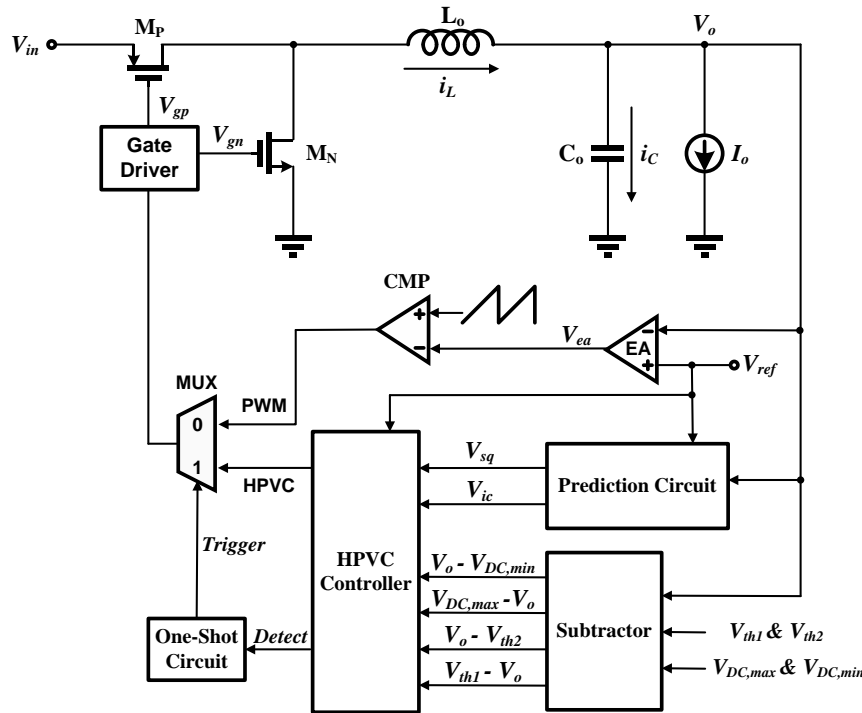 M_P
L_o
V_o
V_in
i_L
V_gp
V_gn
Gate
Driver
M_N
C_o
i_C
I_o
CMP
+
−
V_ea
−
EA
+
V_ref
MUX
PWM
0
1
HPVC
V_sq
V_ic
Prediction Circuit
Trigger
HPVC
Controller
V_o - V_DC,min
V_DC,max - V_o
V_o - V_th2
V_th1 - V_o
Subtractor
V_th1 & V_th2
V_DC,max & V_DC,min
One-Shot
Circuit
Detect